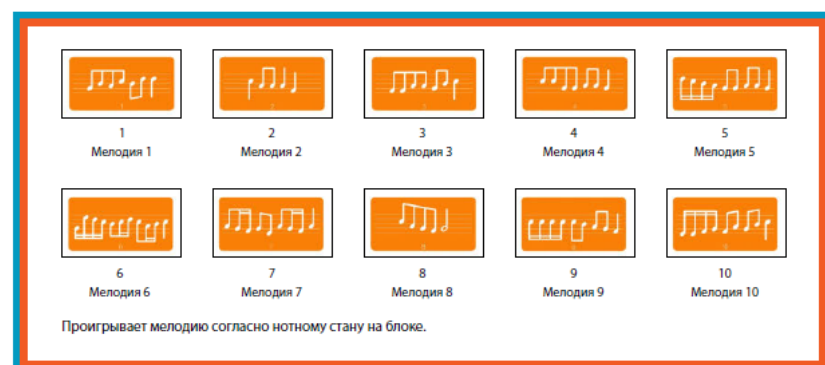 1 2 3 4 5
Мелодия 1 Мелодия 2 Мелодия 3 Мелодия 4 Мелодия 5
6 7 8 9 10
Мелодия 6 Мелодия 7 Мелодия 8 Мелодия 9 Мелодия 10
Проигрывает мелодию согласно нотному стану на блоке.